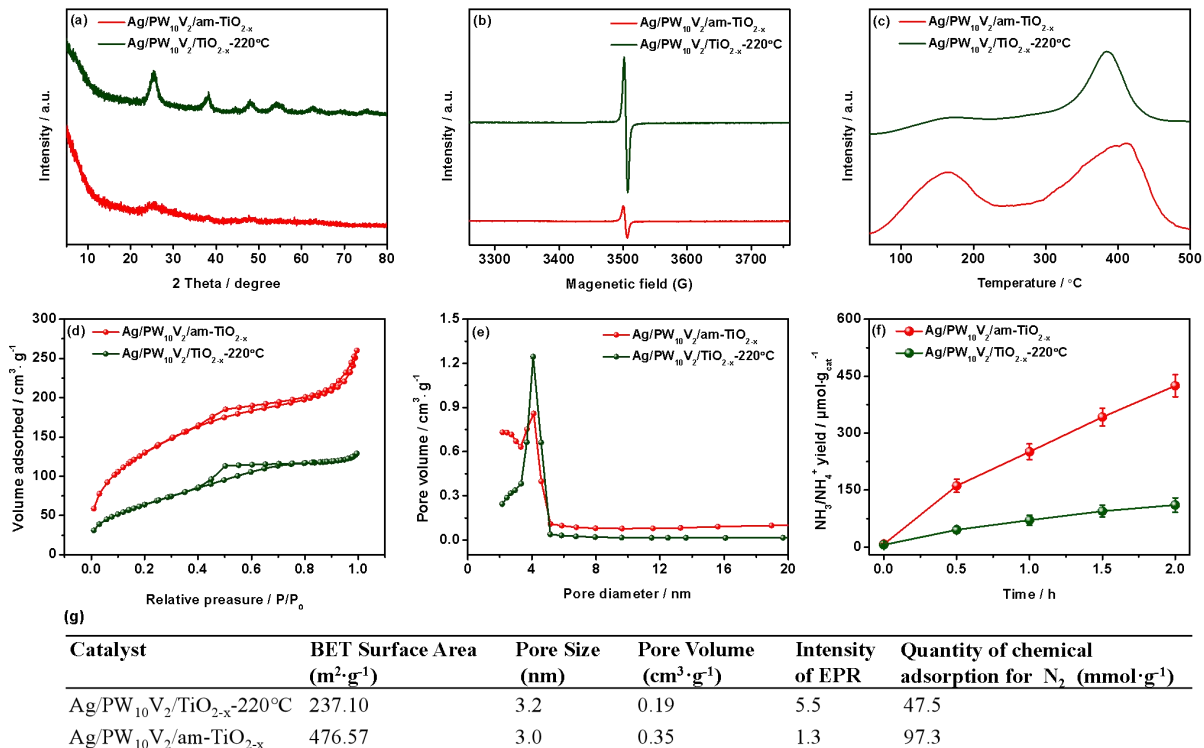 (a)
Ag/PW10V2/am-TiO2-x
Ag/PW10V2/TiO2-x-220°C
Intensity / a.u.
10 20 30 40 50 60 70 80
2 Theta / degree
(b)
Ag/PW10V2/am-TiO2-x
Ag/PW10V2/TiO2-x-220°C
Intensity / a.u.
3300 3400 3500 3600 3700
Magenetic field (G)
(c)
Ag/PW10V2/am-TiO2-x
Ag/PW10V2/TiO2-x-220°C
Intensity / a.u.
100 200 300 400 500
Temperature / °C
(d)
Ag/PW10V2/am-TiO2-x
Ag/PW10V2/TiO2-x-220°C
Volume adsorbed / cm3· g-1
300
250
200
150
100
50
0
0.0 0.2 0.4 0.6 0.8 1.0
Relative preasure / P/P0
(e)
Ag/PW10V2/am-TiO2-x
Ag/PW10V2/TiO2-x-220°C
Pore volume / cm3· g-1
1.5
1.2
0.9
0.6
0.3
0.0
0 4 8 12 16 20
Pore diameter / nm
(f)
Ag/PW10V2/am-TiO2-x
Ag/PW10V2/TiO2-x-220°C
NH3/NH4+ yield / μmol·gcat-1
600
450
300
150
0
0.0 0.5 1.0 1.5 2.0
Time / h
(g)
Catalyst BET Surface Area Pore Size Pore Volume Intensity Quantity of chemical
(m2·g-1) (nm) (cm3·g-1) of EPR adsorption for N2 (mmol·g-1)
Ag/PW10V2/TiO2-x-220°C 237.10 3.2 0.19 5.5 47.5
Ag/PW10V2/am-TiO2-x 476.57 3.0 0.35 1.3 97.3